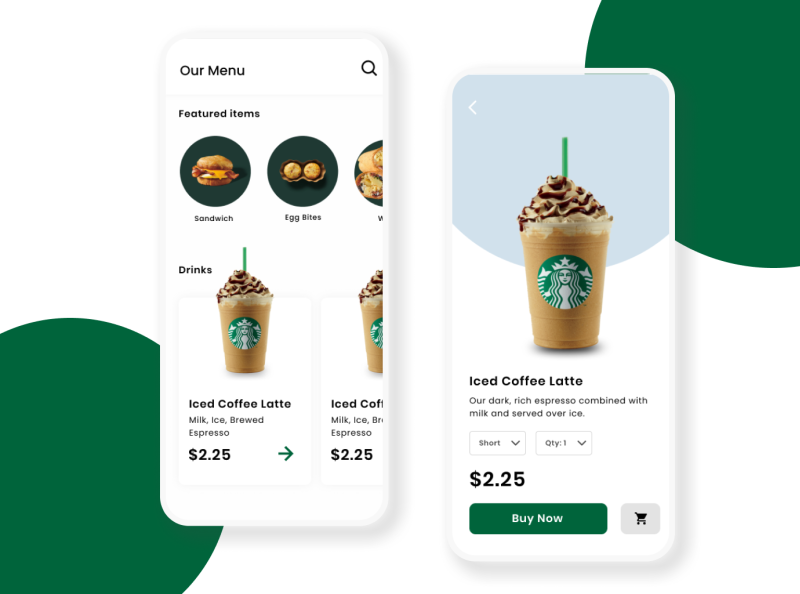 Our Menu
Featured items
Sandwich
Egg Bites
W
Drinks
Iced Coffee Latte
Milk, Ice, Brewed
Espresso
$2.25
Iced Coff
Milk, Ice, Br
Espresso
$2.25
Iced Coffee Latte
Our dark, rich espresso combined with
milk and served over ice.
Short
Qty: 1
$2.25
Buy Now